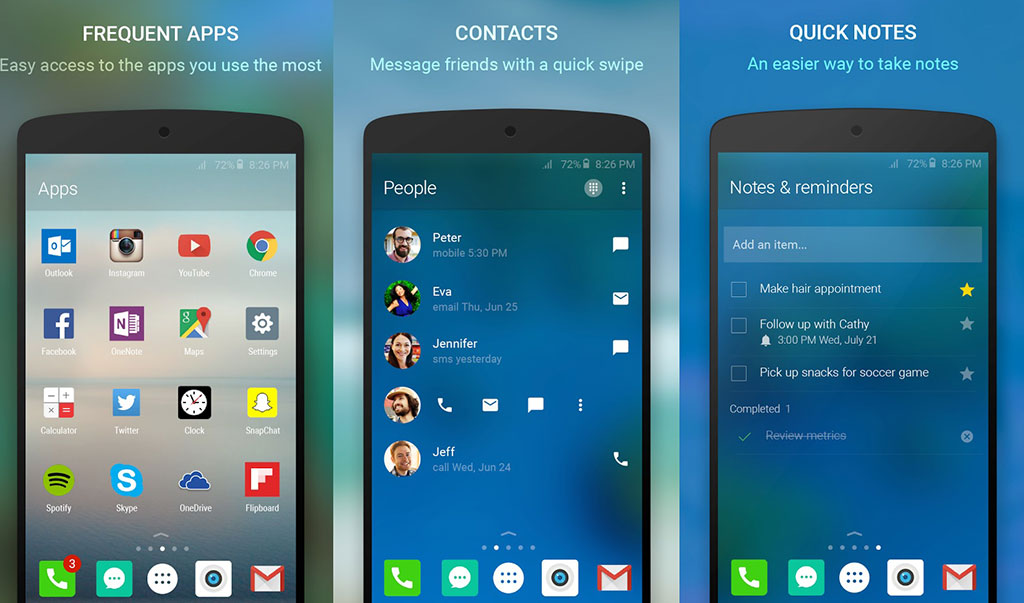 FREQUENT APPS
Easy access to the apps you use the most
72% 8:26 PM
Apps
Outlook Instagram YouTube Chrome
Facebook OneNote Maps Settings
Calculator Twitter Clock SnapChat
Spotify Skype OneDrive Flipboard
3
CONTACTS
Message friends with a quick swipe
72% 8:26 PM
People
Peter
mobile 5:30 PM
Eva
email Thu, Jun 25
Jennifer
sms yesterday
Jeff
call Wed, Jun 24
QUICK NOTES
An easier way to take notes
72% 8:26 PM
Notes & reminders
Add an item...
Make hair appointment
Follow up with Cathy
3:00 PM Wed, July 21
Pick up snacks for soccer game
Completed 1
Review metrics